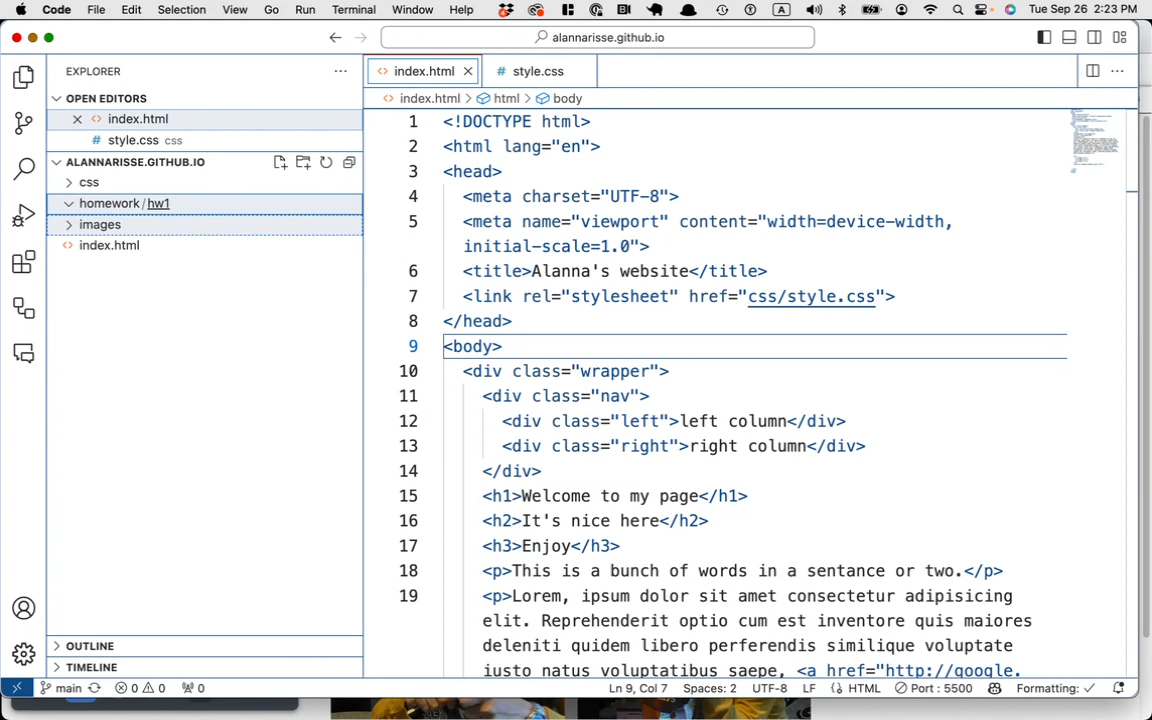 Code File Edit Selection View Go Run Terminal Window Help Tue Sep 26 2:23 PM
alannarisse.github.io
EXPLORER
OPEN EDITORS
index.html
# style.css css
ALANNARISSE.GITHUB.IO
css
homework/hw1
images
index.html
OUTLINE
TIMELINE
index.html
# style.css
index.html > html > body
1 <!DOCTYPE html>
2 <html lang="en">
3 <head>
4 <meta charset="UTF-8">
5 <meta name="viewport" content="width=device-width,
initial-scale=1.0">
6 <title>Alanna's website</title>
7 <link rel="stylesheet" href="css/style.css">
8 </head>
9 <body>
10 <div class="wrapper">
11 <div class="nav">
12 <div class="left">left column</div>
13 <div class="right">right column</div>
14 </div>
15 <h1>Welcome to my page</h1>
16 <h2>It's nice here</h2>
17 <h3>Enjoy</h3>
18 <p>This is a bunch of words in a sentence or two.</p>
19 <p>Lorem, ipsum dolor sit amet consectetur adipisicing
elit. Reprehenderit optio cum est inventore quis maiores
deleniti quidem libero perferendis similique voluptate
iusto natus voluptatibus saepe, <a href="http://google.
main 0 0 0 Ln 9, Col 7 Spaces: 2 UTF-8 LF HTML Port : 5500 Formatting: